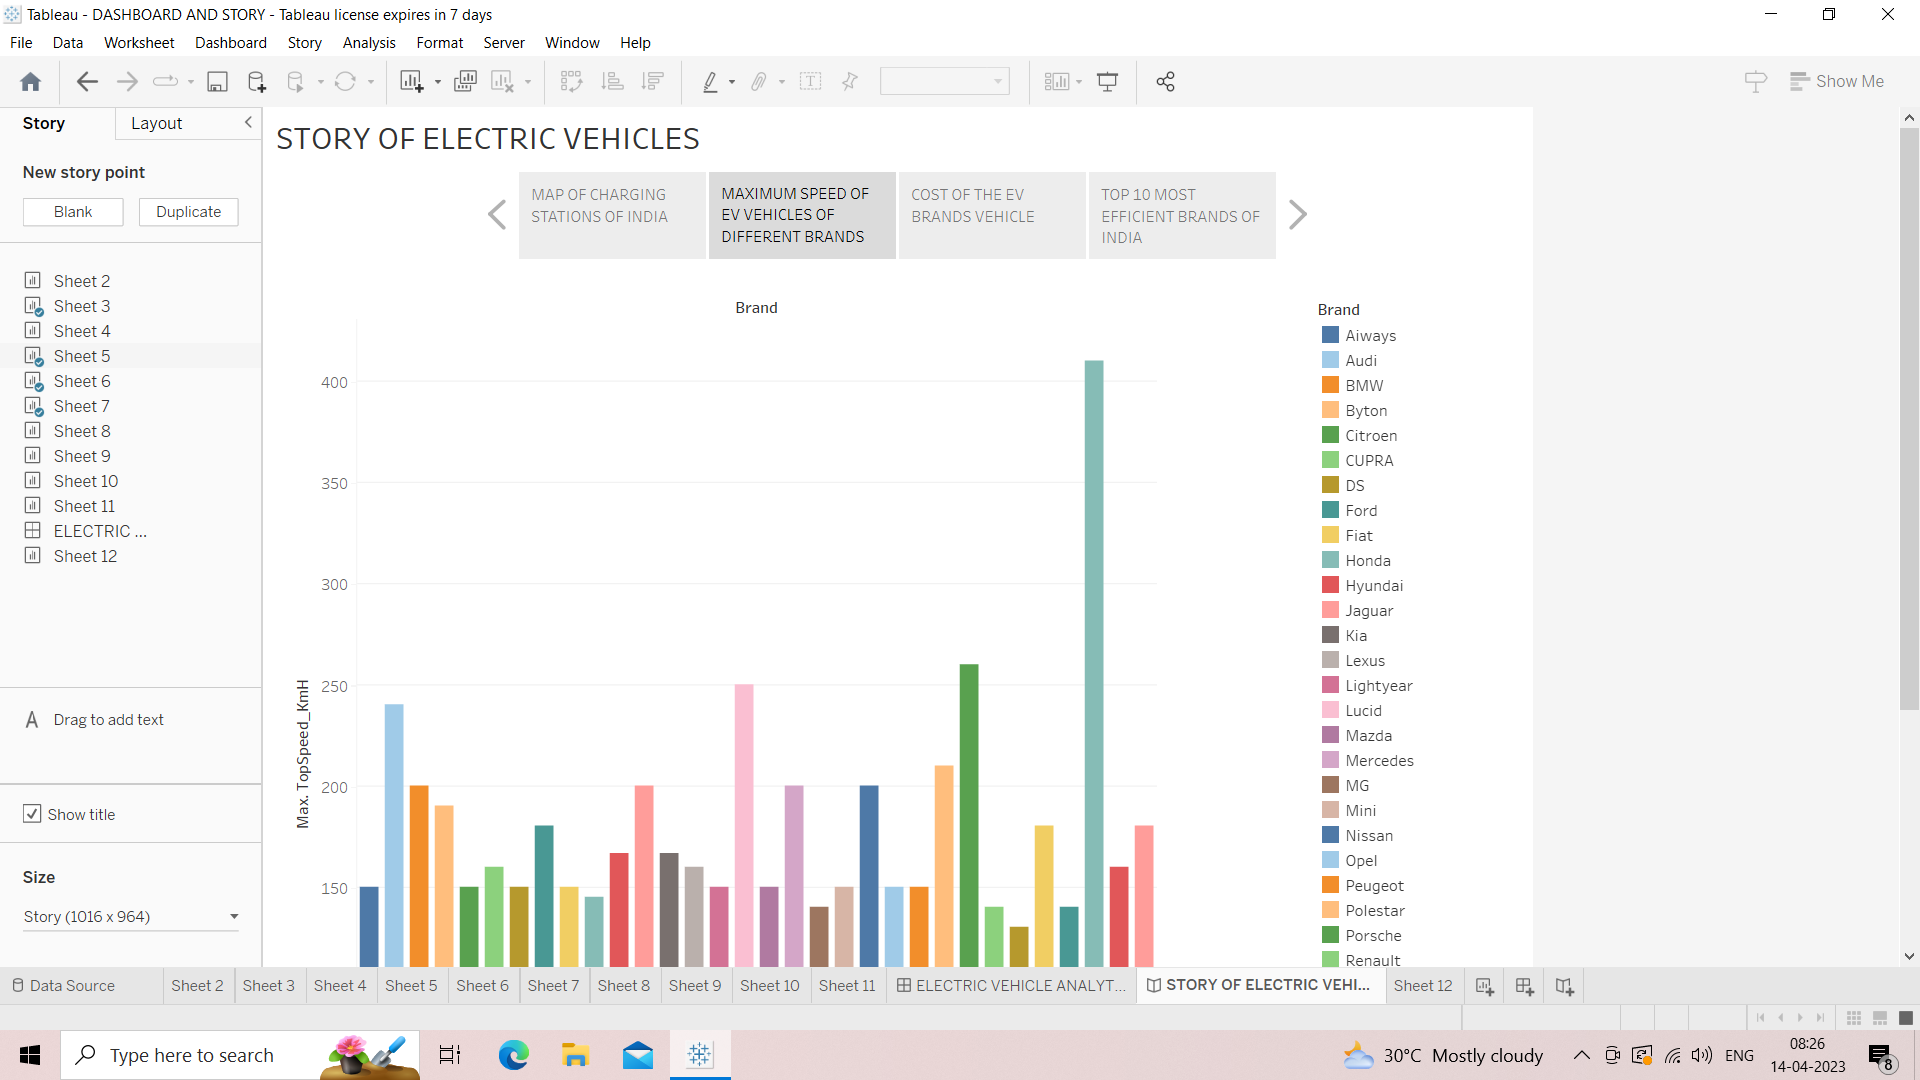 Tableau - DASHBOARD AND STORY - Tableau license expires in 7 days
File Data Worksheet Dashboard Story Analysis Format Server Window Help
Show Me
Story Layout
New story point
Blank Duplicate
Sheet 2
Sheet 3
Sheet 4
Sheet 5
Sheet 6
Sheet 7
Sheet 8
Sheet 9
Sheet 10
Sheet 11
ELECTRIC ...
Sheet 12
A Drag to add text
Show title
Size
Story (1016 x 964)
STORY OF ELECTRIC VEHICLES
MAP OF CHARGING
STATIONS OF INDIA
MAXIMUM SPEED OF
EV VEHICLES OF
DIFFERENT BRANDS
COST OF THE EV
BRANDS VEHICLE
TOP 10 MOST
EFFICIENT BRANDS OF
INDIA
Brand
400
350
300
250
200
150
Max. TopSpeed_KmH
Brand
Aiways
Audi
BMW
Byton
Citroen
CUPRA
DS
Ford
Fiat
Honda
Hyundai
Jaguar
Kia
Lexus
Lightyear
Lucid
Mazda
Mercedes
MG
Mini
Nissan
Opel
Peugeot
Polestar
Porsche
Renault
Data Source Sheet 2 Sheet 3 Sheet 4 Sheet 5 Sheet 6 Sheet 7 Sheet 8 Sheet 9 Sheet 10 Sheet 11 ELECTRIC VEHICLE ANALYT... STORY OF ELECTRIC VEHI... Sheet 12
Type here to search
30°C Mostly cloudy
ENG
08:26
14-04-2023
8